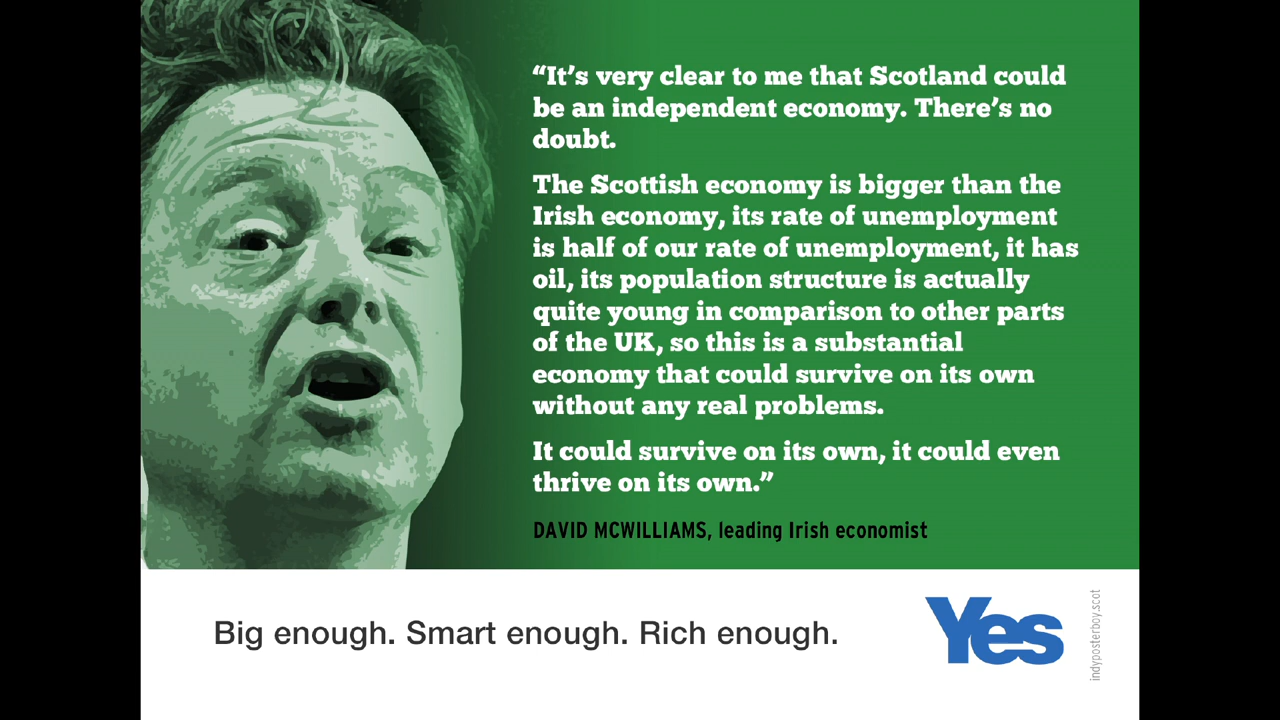 “It’s very clear to me that Scotland could
be an independent economy. There’s no
doubt.
The Scottish economy is bigger than the
Irish economy, its rate of unemployment
is half of our rate of unemployment, it has
oil, its population structure is actually
quite young in comparison to other parts
of the UK, so this is a substantial
economy that could survive on its own
without any real problems.
It could survive on its own, it could even
thrive on its own.”
DAVID MCWILLIAMS, leading Irish economist
Big enough. Smart enough. Rich enough.
Yes
indyposterboy.scot